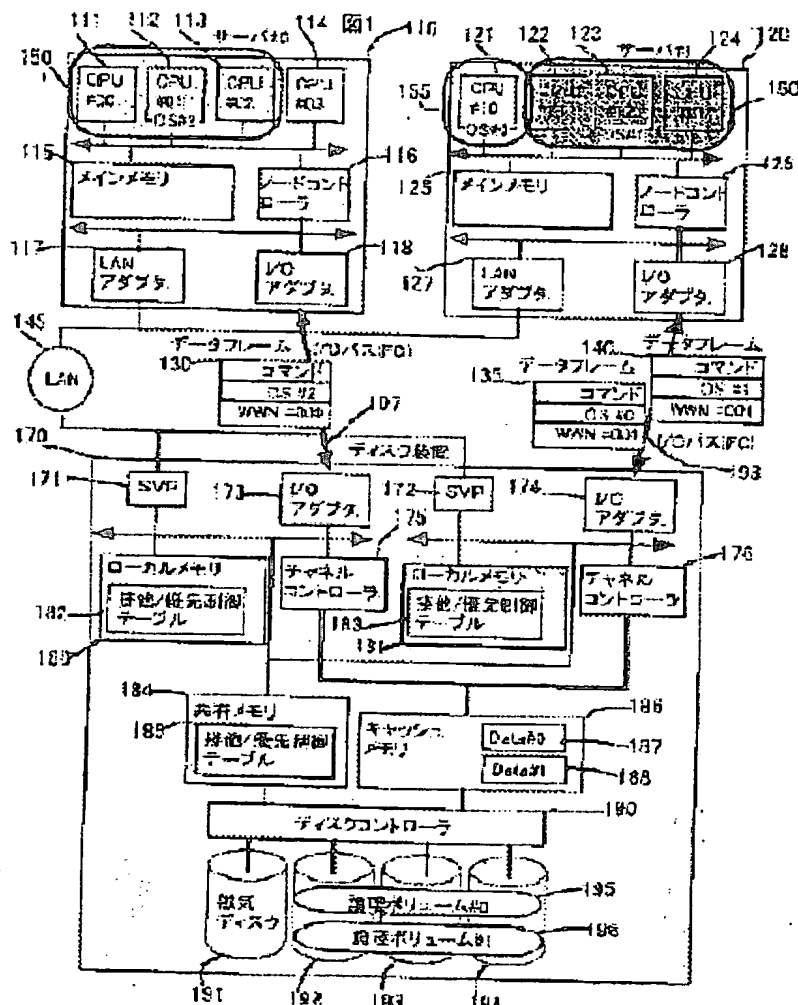 図1
111
112
113
114
110
サーバ#0
150
CPU
#00
CPU
CPU
#02
CPU
#03
OS#2
115
メインメモリ
116
ノードコント
ローラ
117
LAN
アダプタ
118
I/O
アダプタ
121
122
123
124
120
サーバ#1
155
CPU
#10
160
125
メインメモリ
ノードコント
ローラ
127
LAN
アダプタ
128
I/O
アダプタ
145
LAN
データフレーム
I/Oパス(FC)
130
コマンド
OS #2
データフレーム
135
コマンド
OS #0
WWN =001
データフレーム
140
コマンド
OS #1
WWN =001
I/Oパス(FC)
107
170
ディスク装置
171
SVP
173
I/O
アダプタ
172
SVP
174
I/O
アダプタ
175
チャネル
コントローラ
176
チャネル
コントローラ
ローカルメモリ
182
排他/優先制御
テーブル
ローカルメモリ
183
排他/優先制御
テーブル
181
184
共有メモリ
185
排他/優先制御
テーブル
186
キャッシュ
メモリ
Data#0
187
Data#1
188
190
ディスクコントローラ
磁気
ディスク
論理ボリューム#0
195
論理ボリューム#1
196
191
192
193
194